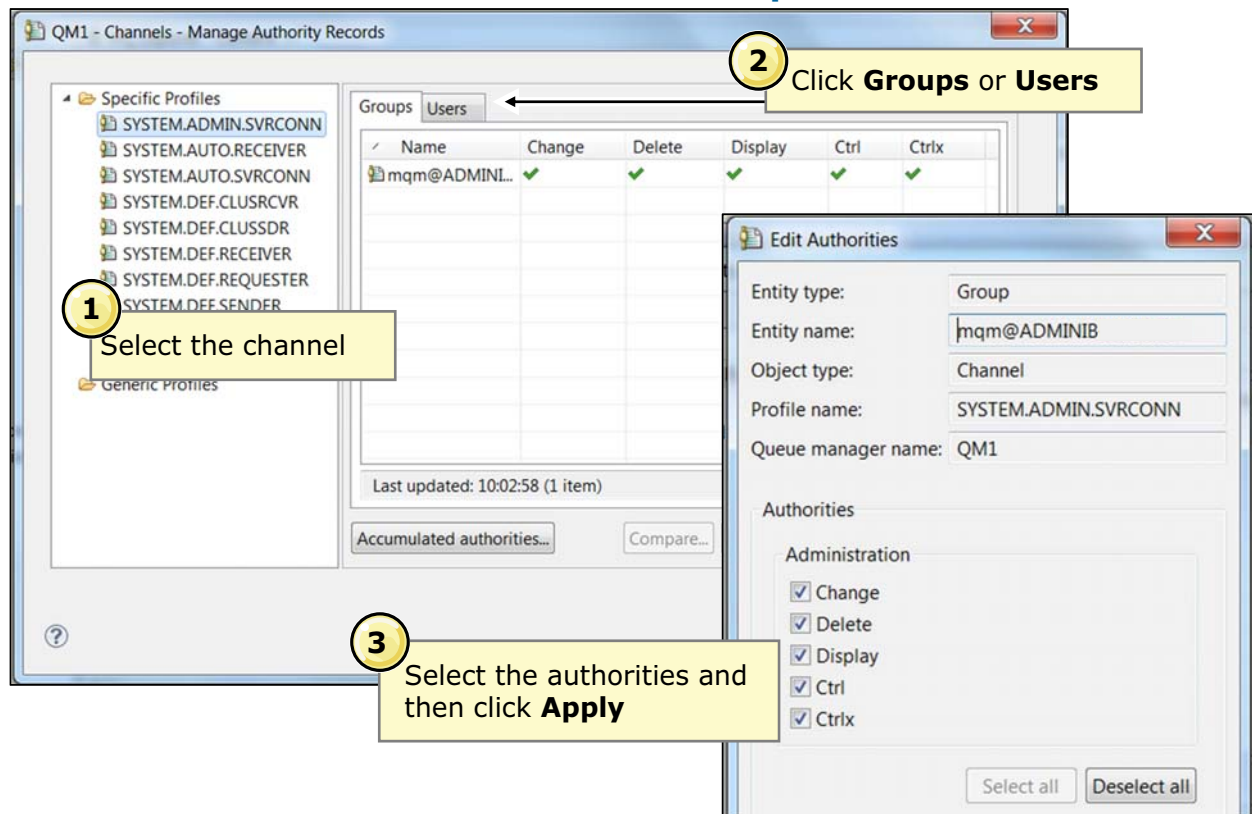 QM1 - Channels - Manage Authority Records
2
Click Groups or Users
Specific Profiles
SYSTEM.ADMIN.SVRCONN
SYSTEM.AUTO.RECEIVER
SYSTEM.AUTO.SVRCONN
SYSTEM.DEF.CLUSRCVR
SYSTEM.DEF.CLUSSDR
SYSTEM.DEF.RECEIVER
SYSTEM.DEF.REQUESTER
SYSTEM.DEF.SENDER
1
Select the channel
Generic Profiles
Groups Users
Name Change Delete Display Ctrl Ctrlx
mqm@ADMINI...
Last updated: 10:02:58 (1 item)
Accumulated authorities... Compare...
3
Select the authorities and
then click Apply
Edit Authorities
Entity type: Group
Entity name: mqm@ADMINIB
Object type: Channel
Profile name: SYSTEM.ADMIN.SVRCONN
Queue manager name: QM1
Authorities
Administration
Change
Delete
Display
Ctrl
Ctrlx
Select all Deselect all